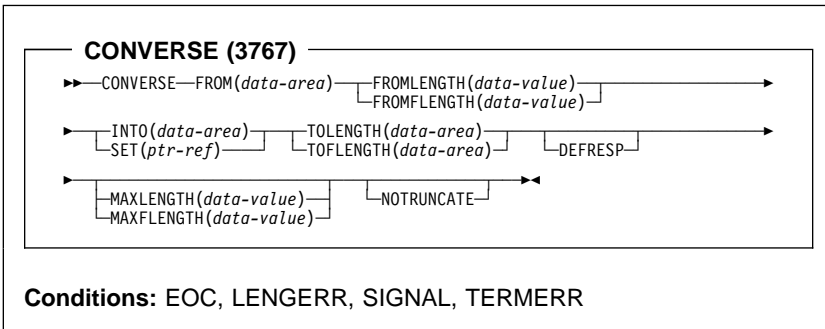 CONVERSE (3767)
CONVERSE FROM(data-area) FROMLENGTH(data-value)
FROMFLENGTH(data-value)
INTO(data-area) TOLENGTH(data-area)
SET(ptr-ref) TOFLENGTH(data-area) DEFRESP
MAXLENGTH(data-value) NOTRUNCATE
MAXFLENGTH(data-value)
Conditions: EOC, LENGERR, SIGNAL, TERMERR